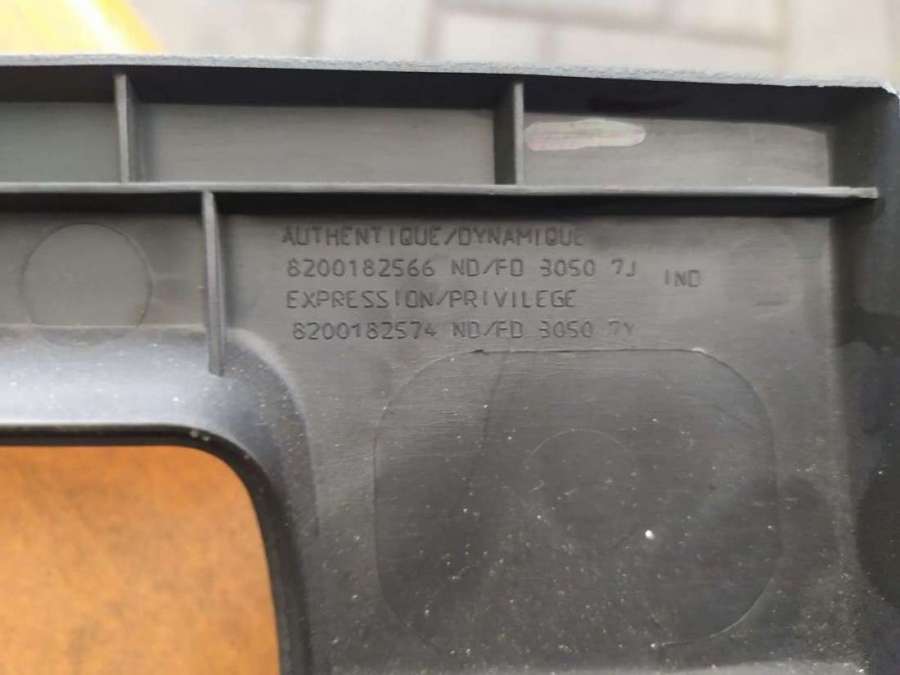 AUTHENTIQUE/DYNAMIQUE
8200182566 ND/FD 3050 7J IND
EXPRESSION/PRIVILEGE
8200182574 ND/FD 3050 7Y